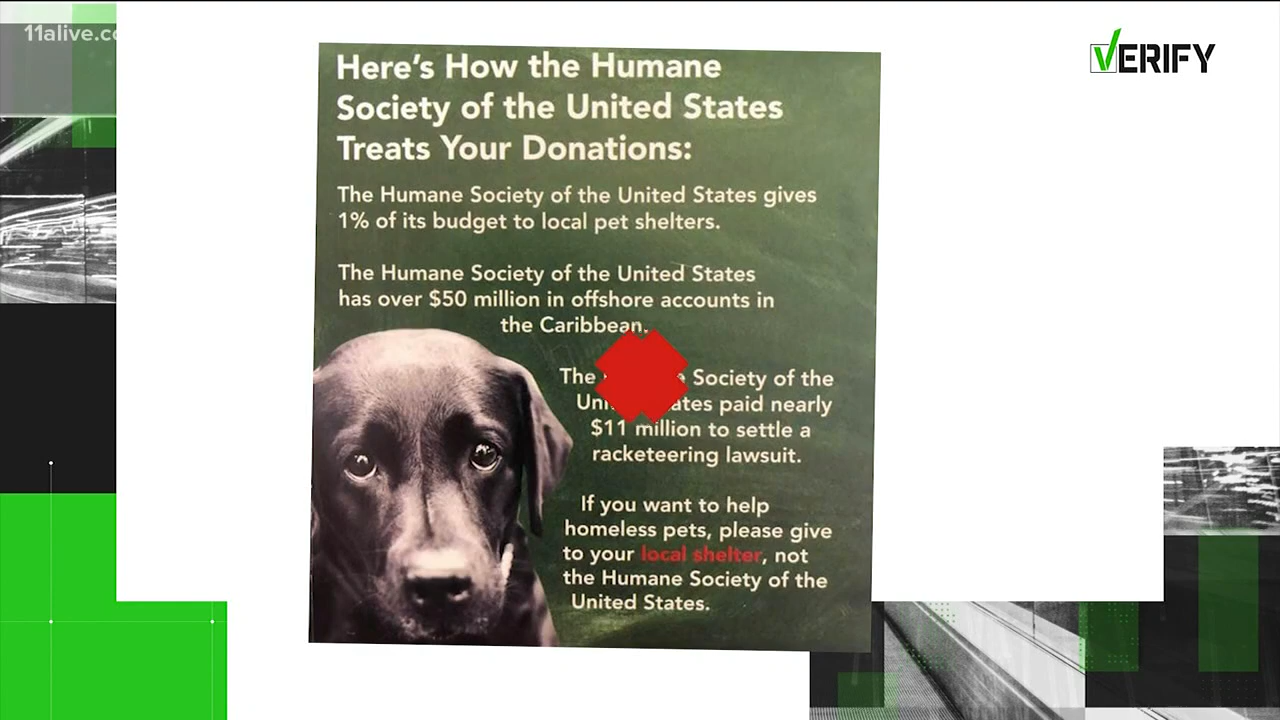 11alive.co
VERIFY
Here's How the Humane
Society of the United States
Treats Your Donations:
The Humane Society of the United States gives
1% of its budget to local pet shelters.
The Humane Society of the United States
has over $50 million in offshore accounts in
the Caribbean.
The Society of the
paid nearly
$11 million to settle a
racketeering lawsuit.
If you want to help
homeless pets, please give
to your local shelter, not
the Humane Society of the
United States.